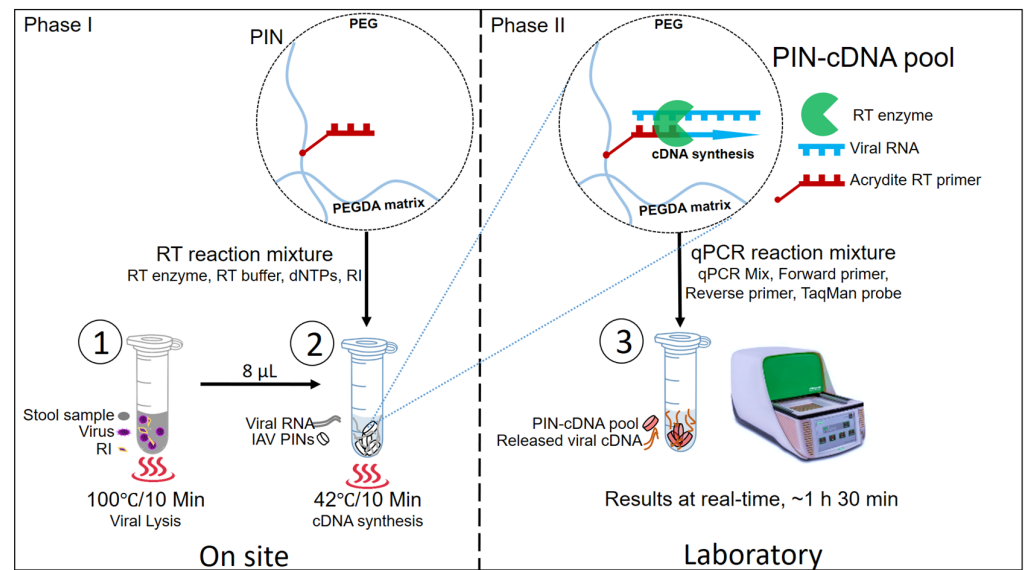 Phase I
PIN
PEG
PEGDA matrix
RT reaction mixture
RT enzyme, RT buffer, dNTPs, RI
1
Stool sample
Virus
RI
100℃/10 Min
Viral Lysis
8 µL
2
Viral RNA
IAV PINs
42℃/10 Min
cDNA synthesis
On site
Phase II
PEG
cDNA synthesis
PEGDA matrix
PIN-cDNA pool
RT enzyme
Viral RNA
Acrydite RT primer
qPCR reaction mixture
qPCR Mix, Forward primer,
Reverse primer, TaqMan probe
3
PIN-cDNA pool
Released viral cDNA
Results at real-time, ~1 h 30 min
Laboratory